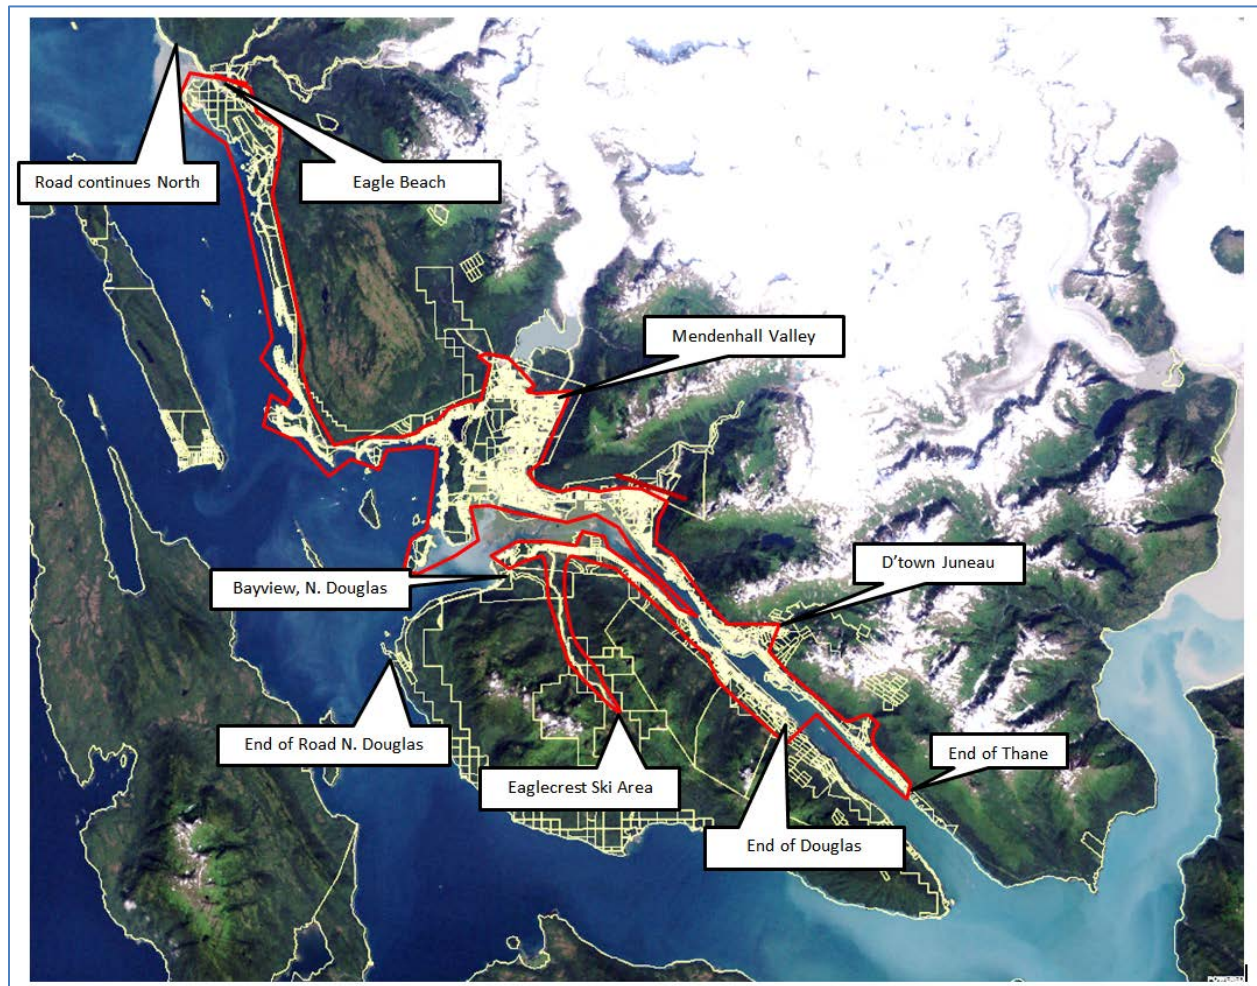 Road continues North
Eagle Beach
Mendenhall Valley
D'town Juneau
Bayview, N. Douglas
End of Road N. Douglas
End of Thane
Eaglecrest Ski Area
End of Douglas